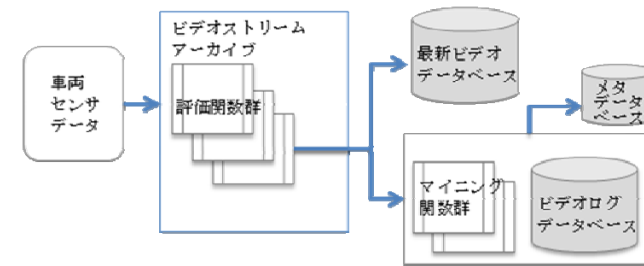 車両
センサ
データ
ビデオストリーム
アーカイブ
評価関数群
最新ビデオ
データベース
メタ
データ
ベース
マイニング
関数群
ビデオログ
データベース